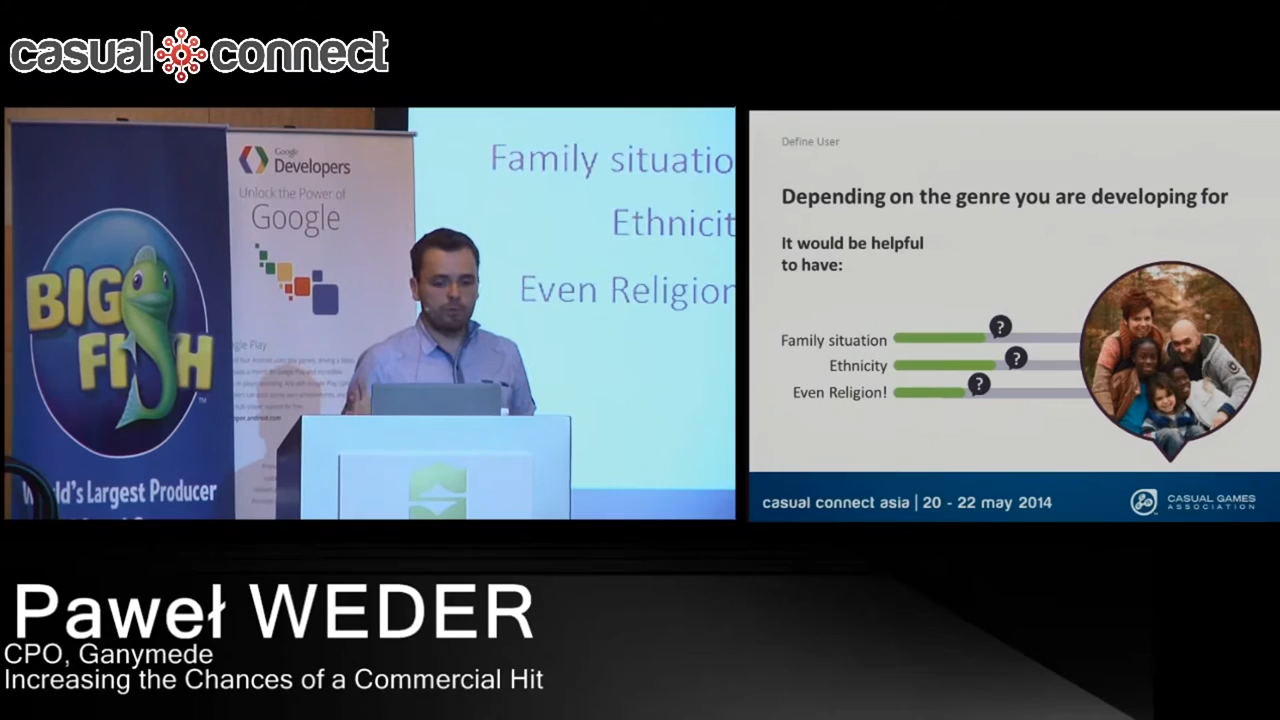 casual connect
Family situatio
Ethnicit
Even Religion
BIG
FISH
TM
World's Largest Producer
Google
Developers
Unlock the Power of
Google
gle Play
Define User
Depending on the genre you are developing for
It would be helpful
to have:
Family situation
?
Ethnicity
?
Even Religion!
?
casual connect asia | 20 - 22 may 2014
CASUAL GAMES
ASSOCIATION
Paweł WEDER
CPO, Ganymede
Increasing the Chances of a Commercial Hit